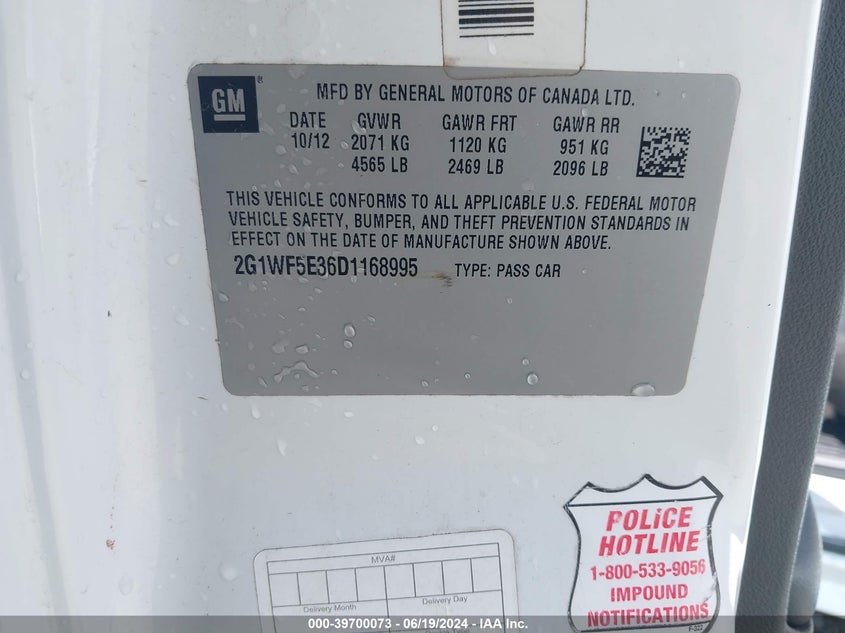 GM ®
MFD BY GENERAL MOTORS OF CANADA LTD.
DATE GVWR GAWR FRT GAWR RR
10/12 2071 KG 1120 KG 951 KG
4565 LB 2469 LB 2096 LB
THIS VEHICLE CONFORMS TO ALL APPLICABLE U.S. FEDERAL MOTOR
VEHICLE SAFETY, BUMPER, AND THEFT PREVENTION STANDARDS IN
EFFECT ON THE DATE OF MANUFACTURE SHOWN ABOVE.
2G1WF5E36D1168995 TYPE: PASS CAR
POLICE
HOTLINE
1-800-533-9056
IMPOUND
NOTIFICATIONS
MVA#
Delivery Month Delivery Day
000-39700073 / 06/19/2024 - IAA Inc.